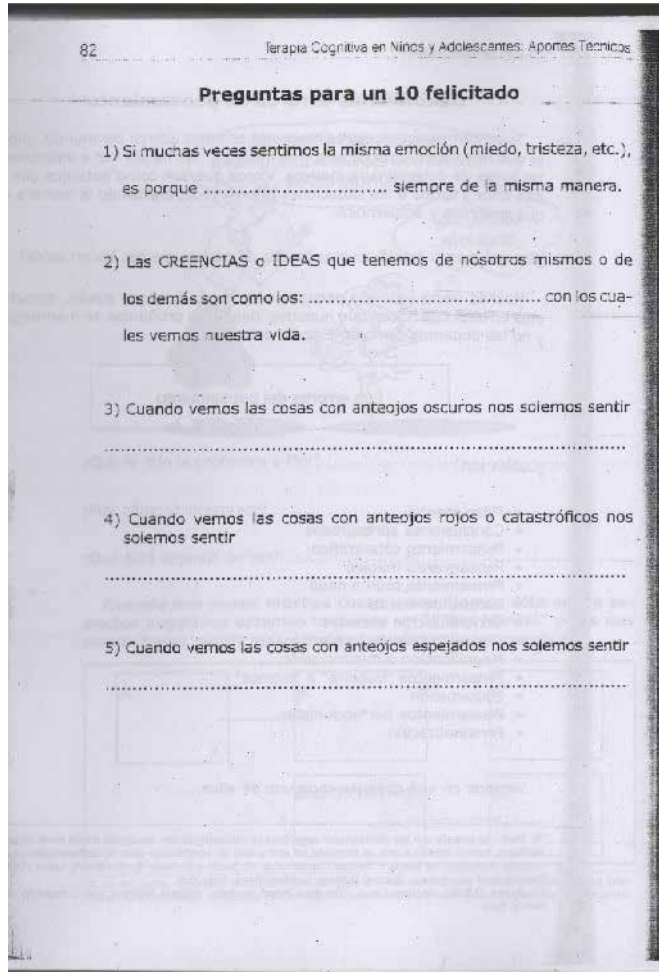 82
Terapia Cognitiva en Niños y Adolescentes: Aportes Técnicos
Preguntas para un 10 felicitado
1) Si muchas veces sentimos la misma emoción (miedo, tristeza, etc.),
es porque ................................ siempre de la misma manera.
2) Las CREENCIAS o IDEAS que tenemos de nosotros mismos o de
los demás son como los: ........................................ con los cua-
les vemos nuestra vida.
3) Cuando vemos las cosas con anteojos oscuros nos solemos sentir
..........................................................................................
4) Cuando vemos las cosas con anteojos rojos o catastróficos nos
solemos sentir
..........................................................................................
5) Cuando vemos las cosas con anteojos espejados nos solemos sentir
..........................................................................................